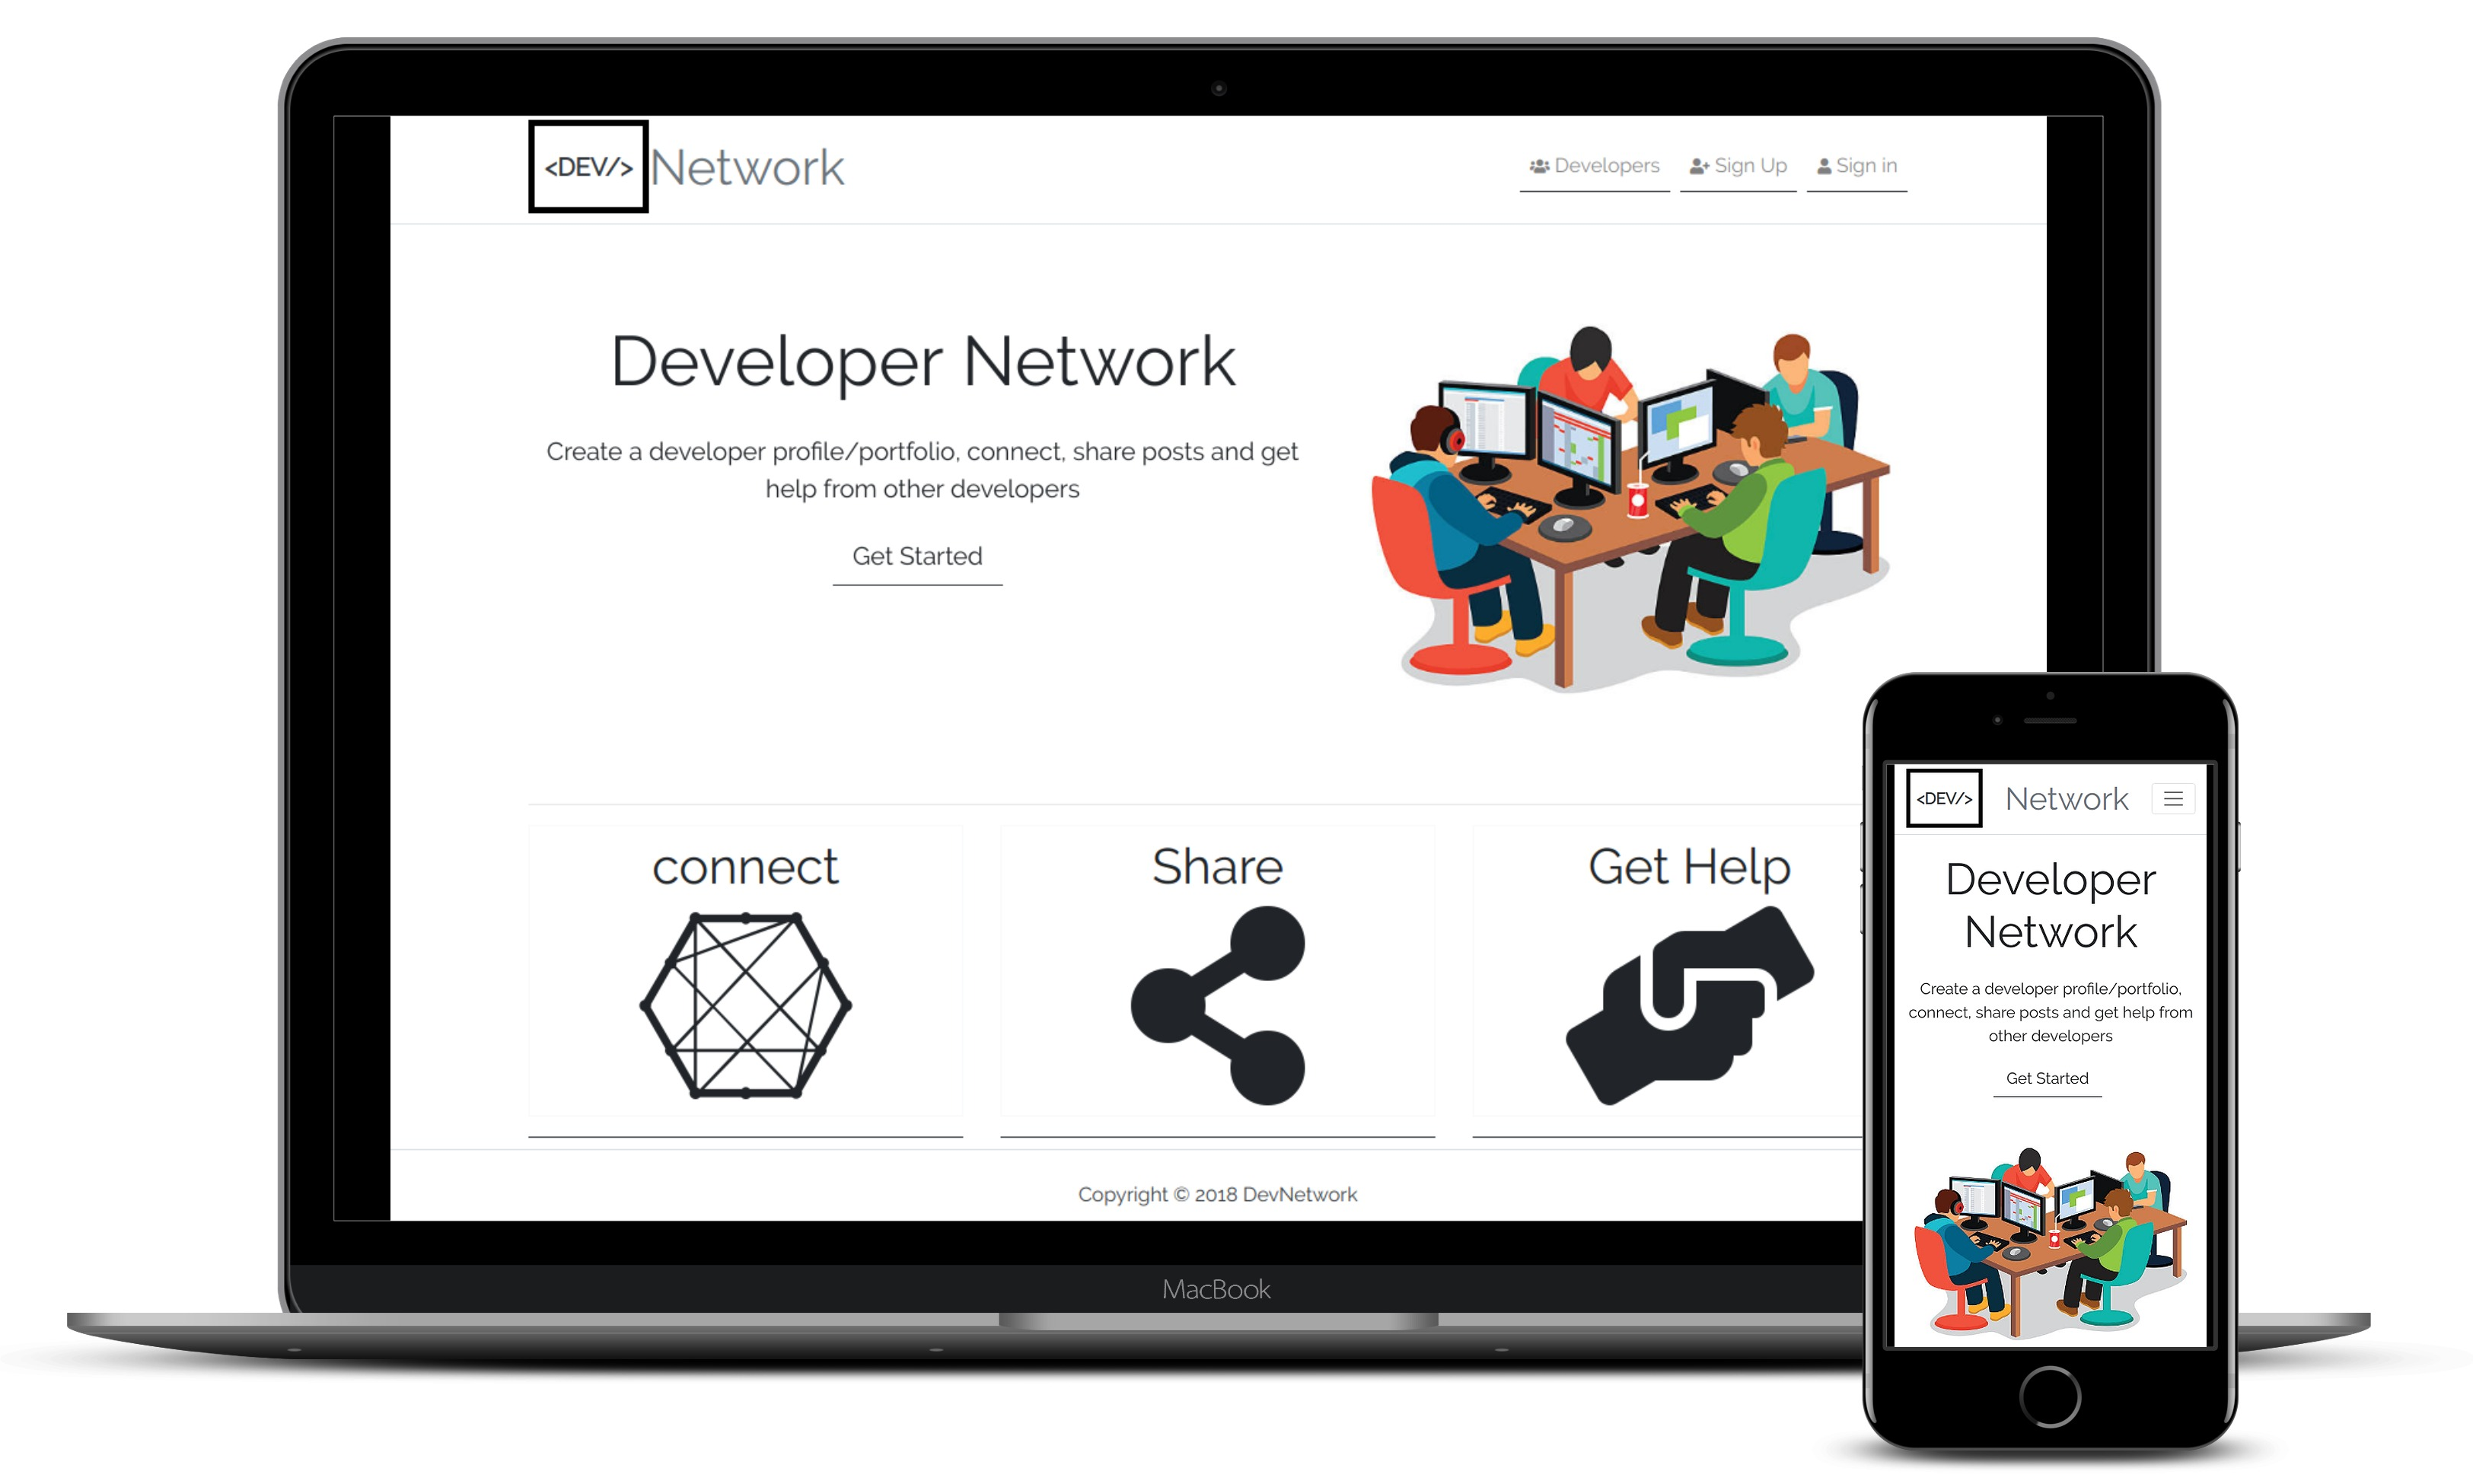 <DEV/> Network
Developers Sign Up Sign in
Developer Network
Create a developer profile/portfolio, connect, share posts and get
help from other developers
Get Started
connect
Share
Get Help
Copyright © 2018 DevNetwork
MacBook
<DEV/> Network
Developer
Network
Create a developer profile/portfolio,
connect, share posts and get help from
other developers
Get Started